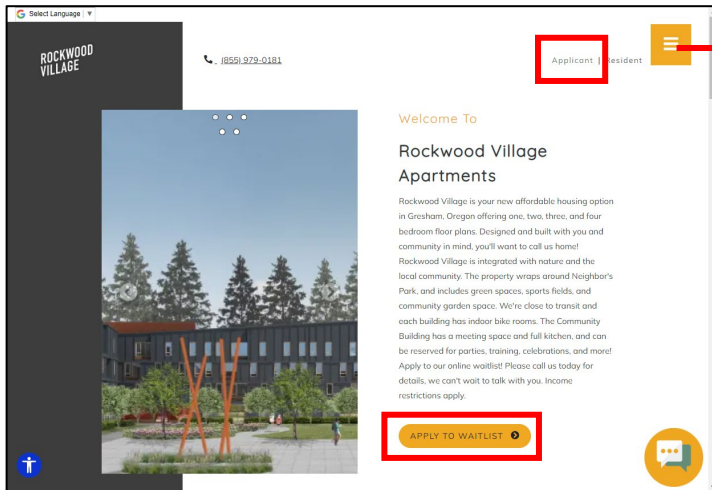 Select Language ▼
ROCKWOOD
VILLAGE
(855) 979-0181
Applicant | Resident
Welcome To
Rockwood Village
Apartments
Rockwood Village is your new affordable housing option
in Gresham, Oregon offering one, two, three, and four
bedroom floor plans. Designed and built with you and
community in mind, you'll want to call us home!
Rockwood Village is integrated with nature and the
local community. The property wraps around Neighbor's
Park, and includes green spaces, sports fields, and
community garden space. We're close to transit and
each building has indoor bike rooms. The Community
Building has a meeting space and full kitchen, and can
be reserved for parties, training, celebrations, and more!
Apply to our online waitlist! Please call us today for
details, we can't wait to talk with you. Income
restrictions apply.
APPLY TO WAITLIST